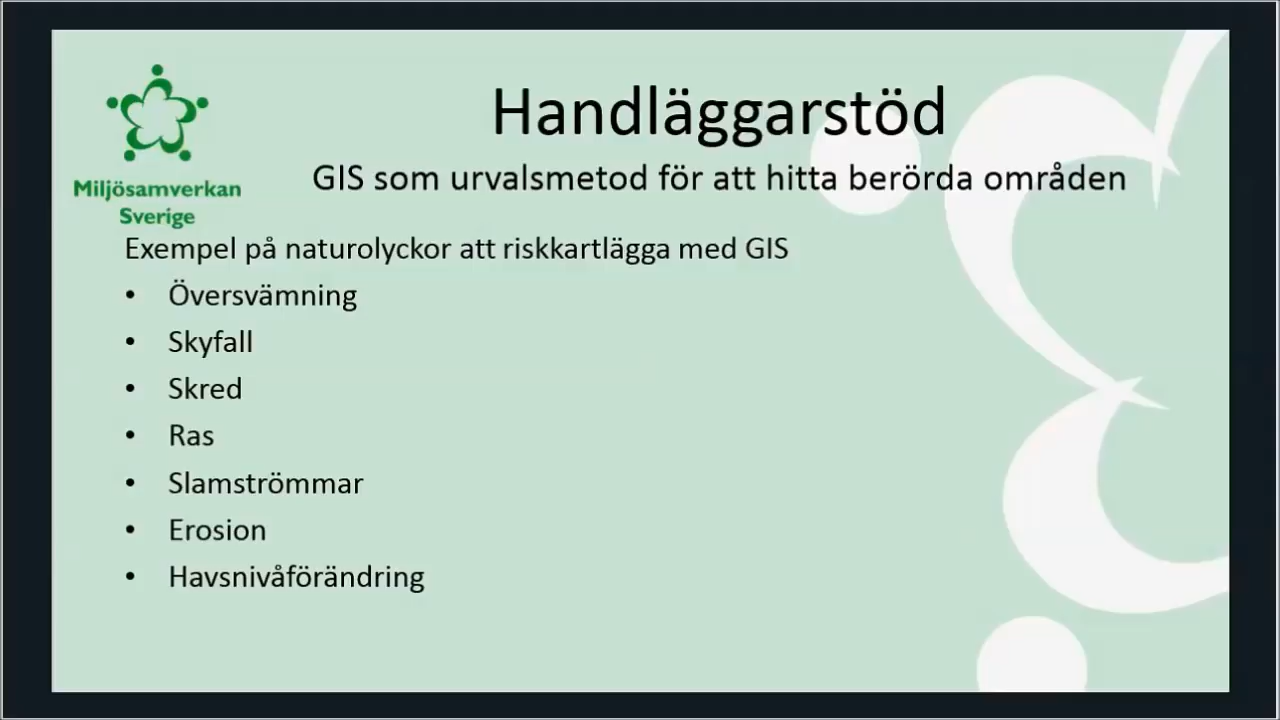 Handläggarstöd
GIS som urvalsmetod för att hitta berörda områden
Miljösamverkan
Sverige
Exempel på naturolyckor att riskkartlägga med GIS
• Översvämning
• Skyfall
• Skred
• Ras
• Slamströmmar
• Erosion
• Havsnivåförändring